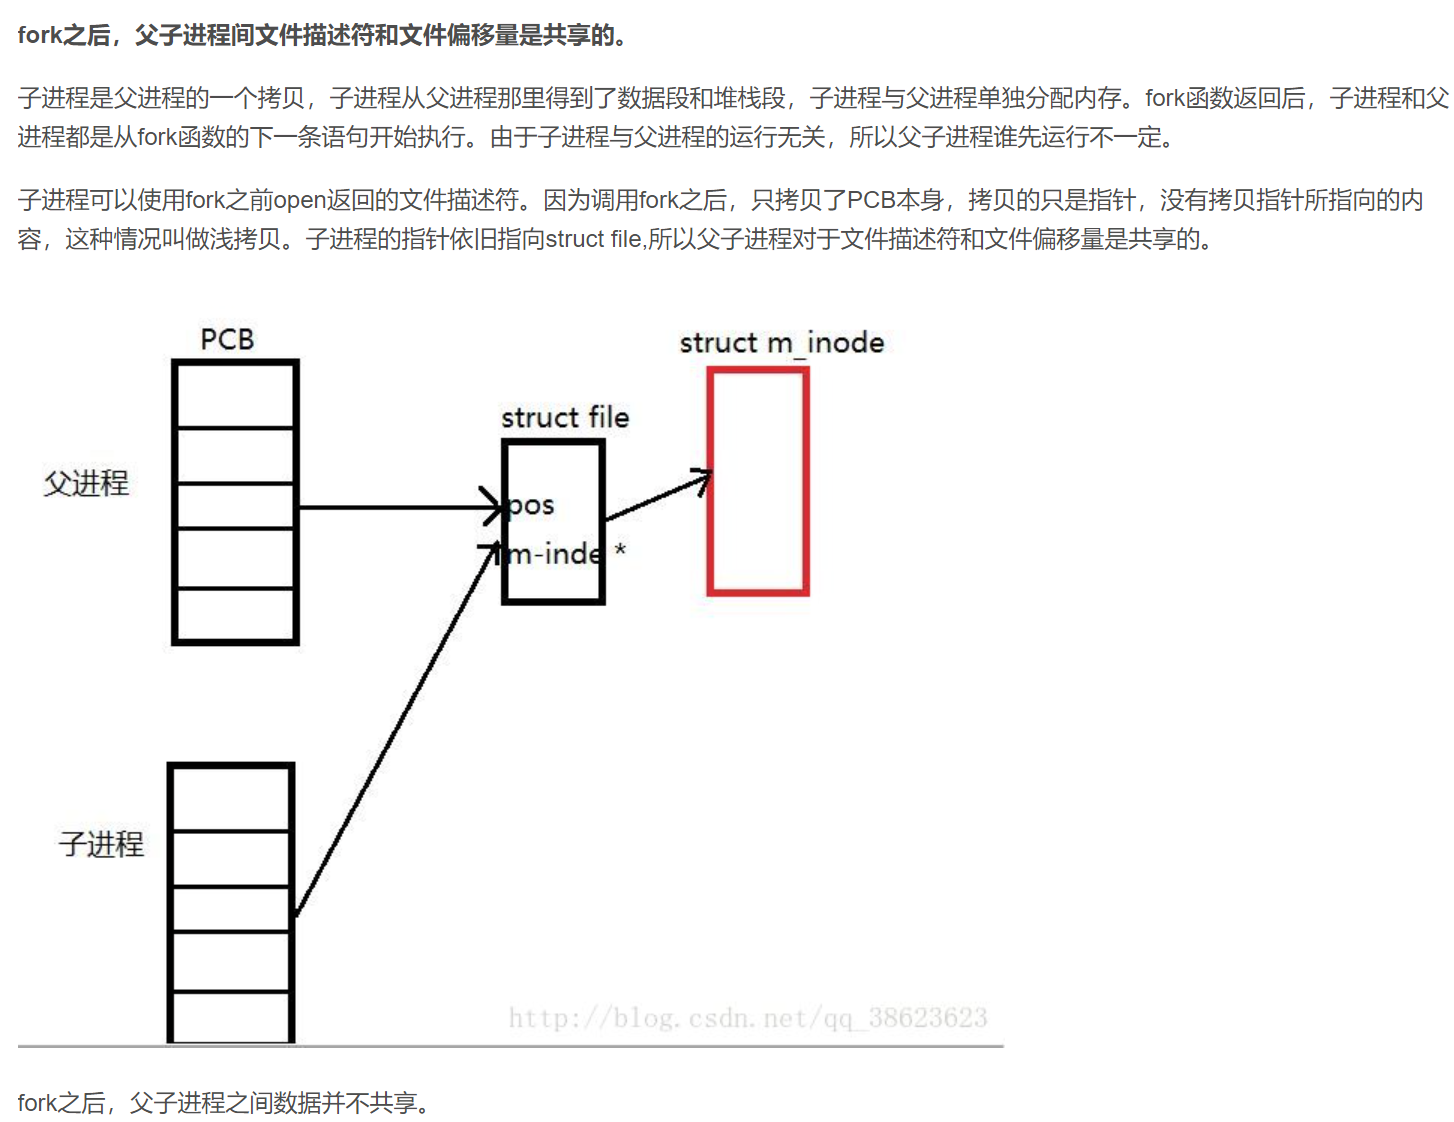 fork之后，父子进程间文件描述符和文件偏移量是共享的。
子进程是父进程的一个拷贝，子进程从父进程那里得到了数据段和堆栈段，子进程与父进程单独分配内存。fork函数返回后，子进程和父
进程都是从fork函数的下一条语句开始执行。由于子进程与父进程的运行无关，所以父子进程谁先运行不一定。
子进程可以使用fork之前open返回的文件描述符。因为调用fork之后，只拷贝了PCB本身，拷贝的只是指针，没有拷贝指针所指向的内
容，这种情况叫做浅拷贝。子进程的指针依旧指向struct file,所以父子进程对于文件描述符和文件偏移量是共享的。
PCB
struct m_inode
struct file
父进程
pos
m-inde *
子进程
http://blog.csdn.net/qq_38623623
fork之后，父子进程之间数据并不共享。